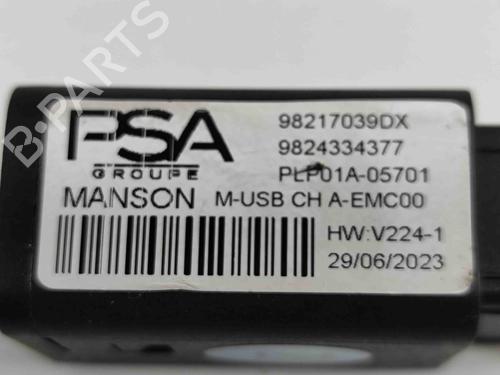 B-PARTS
PSA
GROUPE
98217039DX
9824334377
PLP01A-05701
MANSON M-USB CH A-EMC00
HW:V224-1
29/06/2023